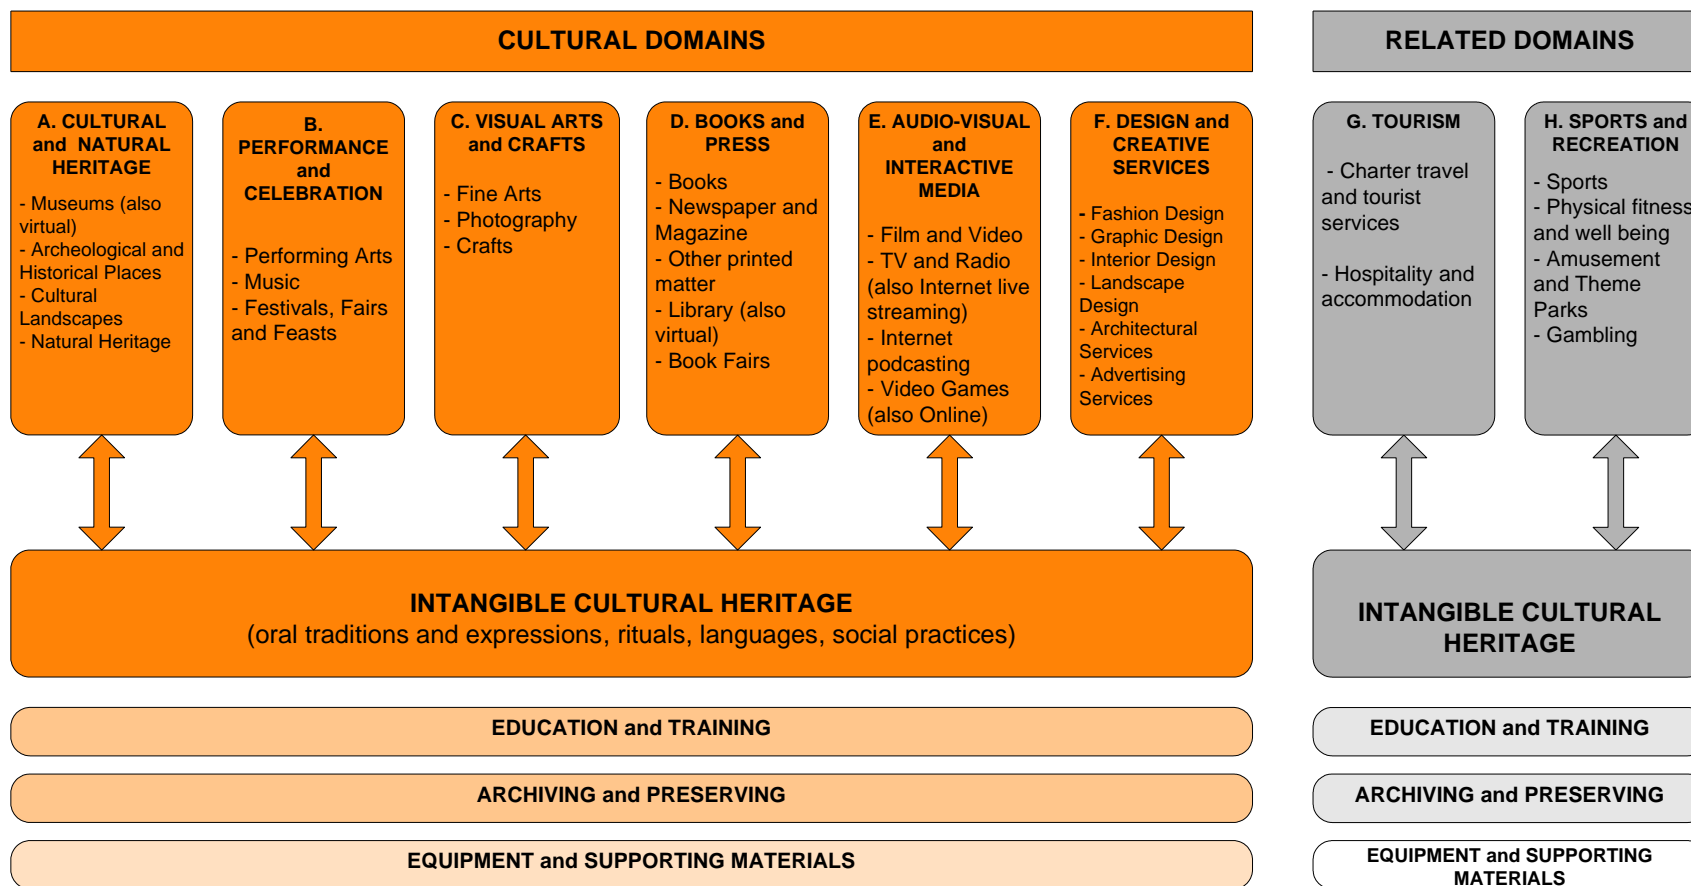 CULTURAL DOMAINS
RELATED DOMAINS
A. CULTURAL
and NATURAL
HERITAGE
- Museums (also
virtual)
- Archeological and
Historical Places
- Cultural
Landscapes
- Natural Heritage
B.
PERFORMANCE
and
CELEBRATION
- Performing Arts
- Music
- Festivals, Fairs
and Feasts
C. VISUAL ARTS
and CRAFTS
- Fine Arts
- Photography
- Crafts
D. BOOKS and
PRESS
- Books
- Newspaper and
Magazine
- Other printed
matter
- Library (also
virtual)
- Book Fairs
E. AUDIO-VISUAL
and
INTERACTIVE
MEDIA
- Film and Video
- TV and Radio
(also Internet live
streaming)
- Internet
podcasting
- Video Games
(also Online)
F. DESIGN and
CREATIVE
SERVICES
- Fashion Design
- Graphic Design
- Interior Design
- Landscape
Design
- Architectural
Services
- Advertising
Services
G. TOURISM
- Charter travel
and tourist
services
- Hospitality and
accommodation
H. SPORTS and
RECREATION
- Sports
- Physical fitness
and well being
- Amusement
and Theme
Parks
- Gambling
INTANGIBLE CULTURAL HERITAGE
(oral traditions and expressions, rituals, languages, social practices)
INTANGIBLE CULTURAL
HERITAGE
EDUCATION and TRAINING
EDUCATION and TRAINING
ARCHIVING and PRESERVING
ARCHIVING and PRESERVING
EQUIPMENT and SUPPORTING MATERIALS
EQUIPMENT and SUPPORTING
MATERIALS